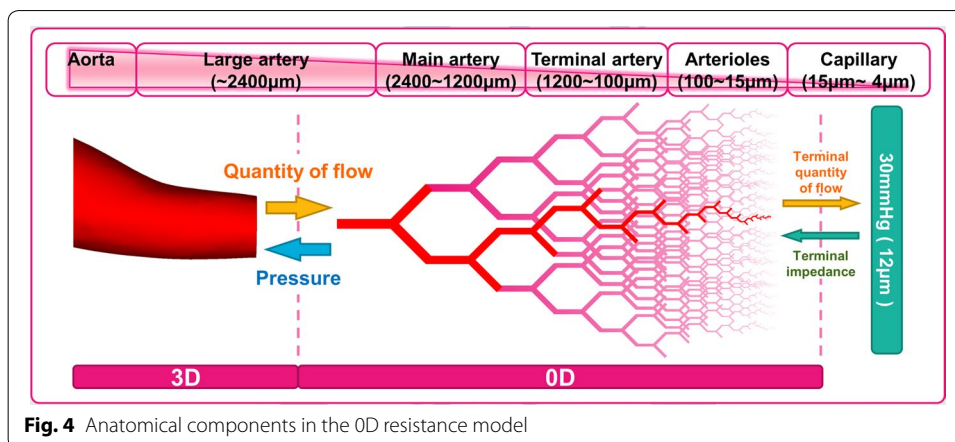 Aorta
Large artery
(~2400μm)
Main artery
(2400~1200μm)
Terminal artery
(1200~100μm)
Arterioles
(100~15μm)
Capillary
(15μm~ 4μm)
Quantity of flow
Pressure
Terminal
quantity
of flow
Terminal
impedance
30mmHg ( 12μm )
3D
0D
Fig. 4 Anatomical components in the 0D resistance model